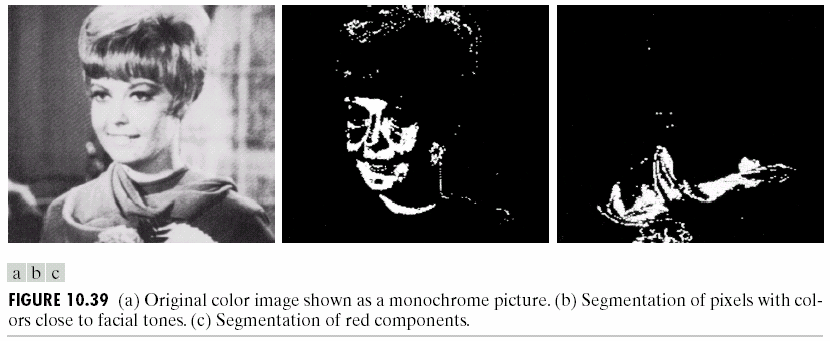 a b c
FIGURE 10.39 (a) Original color image shown as a monochrome picture. (b) Segmentation of pixels with col-
ors close to facial tones. (c) Segmentation of red components.